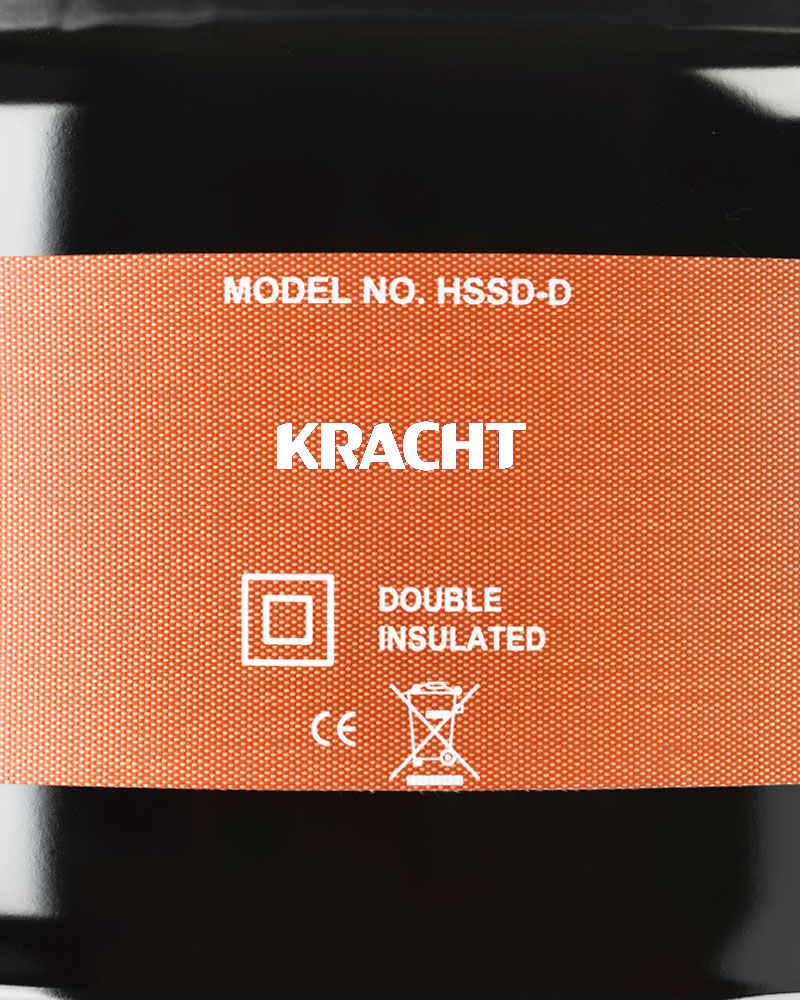 MODEL NO. HSSD-D
KRACHT
DOUBLE
INSULATED
CE